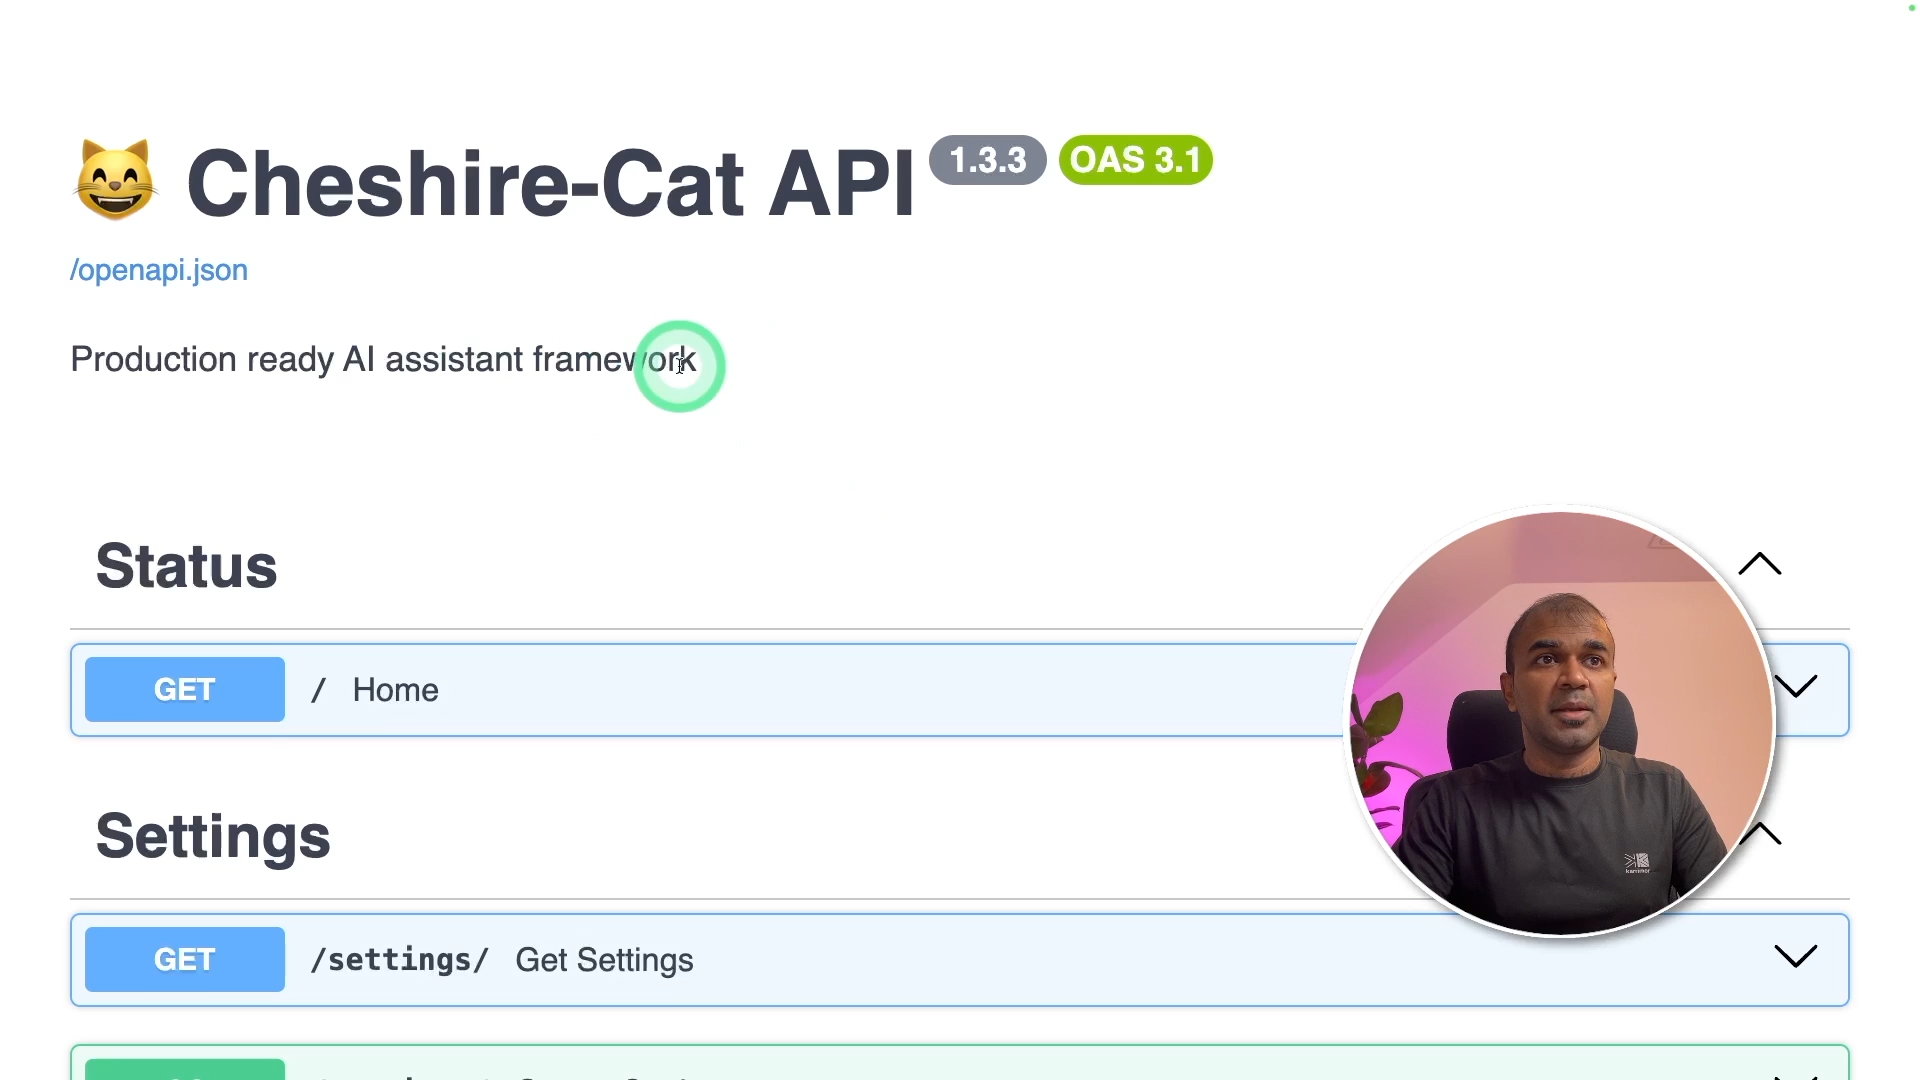 Cheshire-Cat API 1.3.3 OAS 3.1
/openapi.json
Production ready AI assistant framework
Status
GET / Home
Settings
GET /settings/ Get Settings